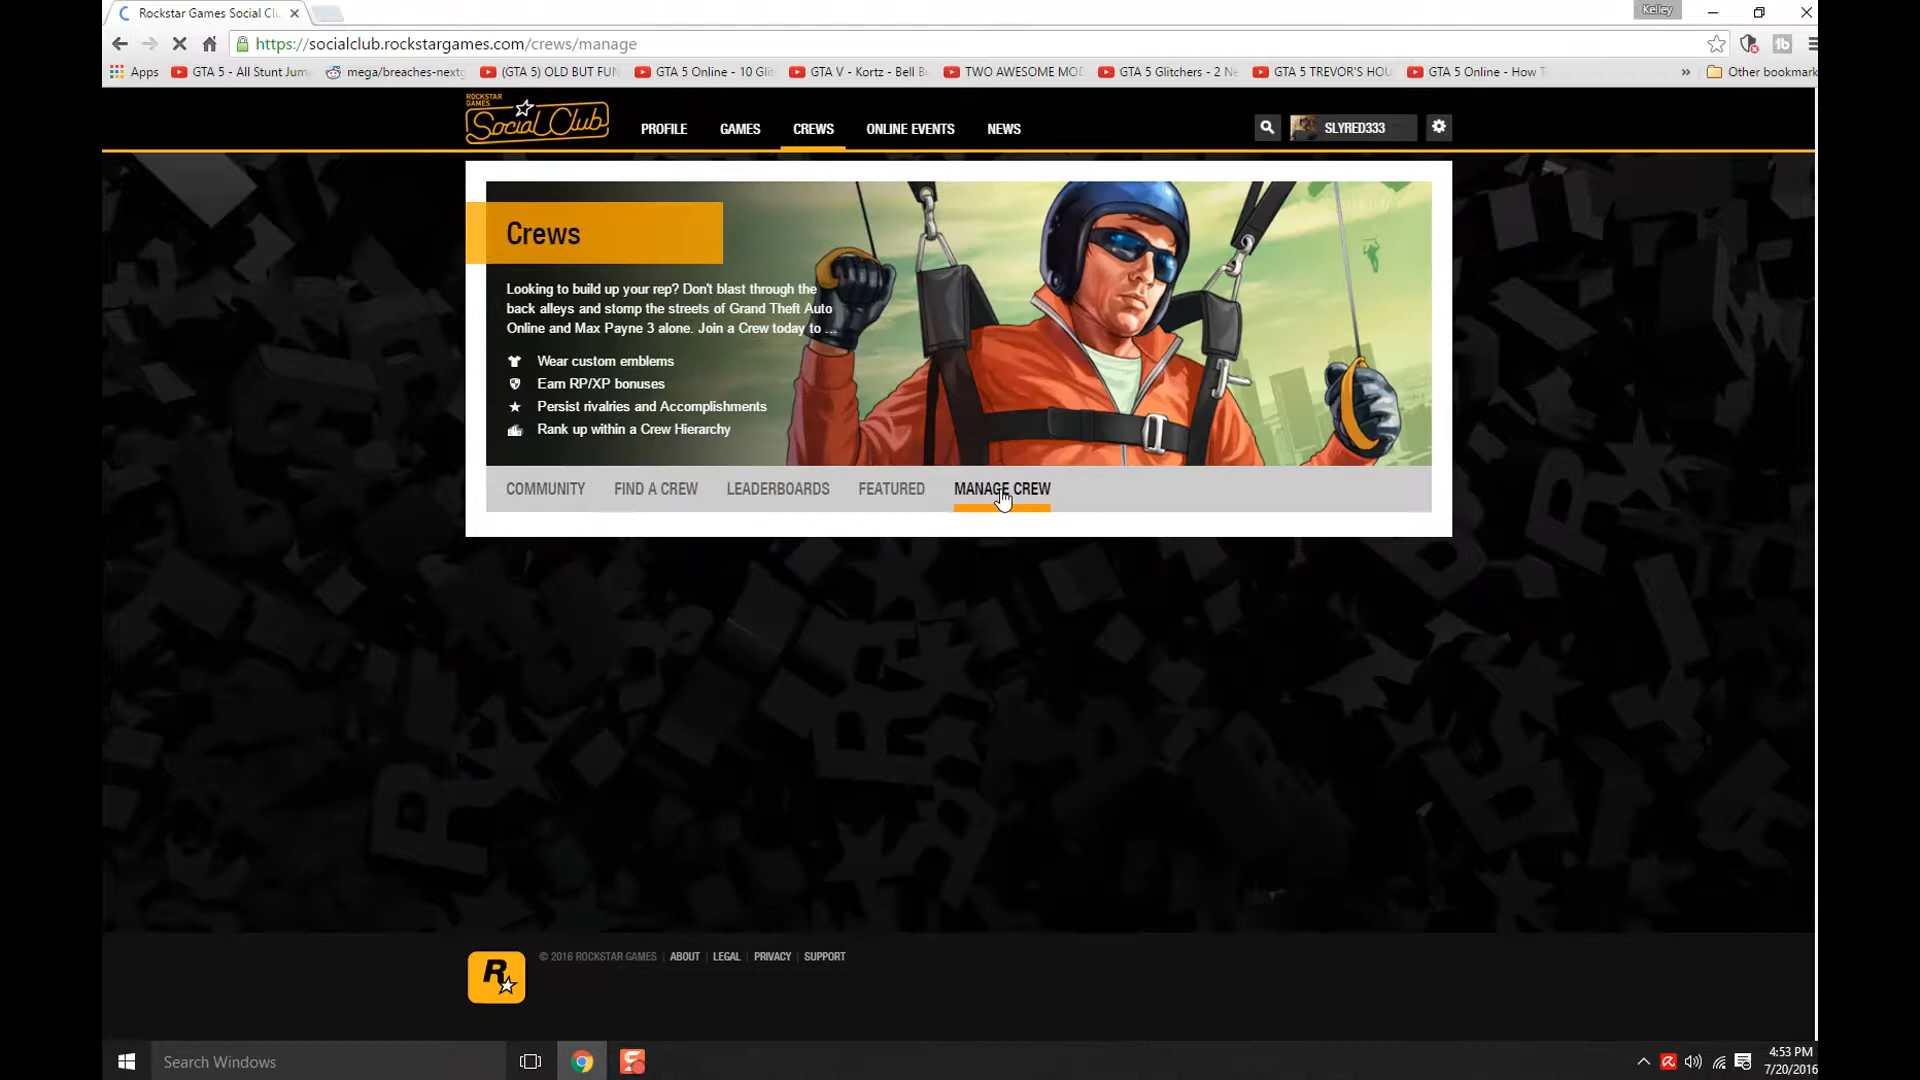 Rockstar Games Social Cl
Kelley
https://socialclub.rockstargames.com/crews/manage
Apps
GTA 5 - All Stunt Jum
mega/breaches-nextg
(GTA 5) OLD BUT FUN
GTA 5 Online - 10 Gli
GTA V - Kortz - Bell B
TWO AWESOME MOD
GTA 5 Glitchers - 2 Ne
GTA 5 TREVOR'S HOU
GTA 5 Online - How T
»
Other bookmark
ROCKSTAR
GAMES
Social Club
PROFILE
GAMES
CREWS
ONLINE EVENTS
NEWS
SLYRED333
Crews
Looking to build up your rep? Don't blast through the
back alleys and stomp the streets of Grand Theft Auto
Online and Max Payne 3 alone. Join a Crew today to ...
Wear custom emblems
Earn RP/XP bonuses
Persist rivalries and Accomplishments
Rank up within a Crew Hierarchy
COMMUNITY
FIND A CREW
LEADERBOARDS
FEATURED
MANAGE CREW
R
© 2016 ROCKSTAR GAMES | ABOUT | LEGAL | PRIVACY | SUPPORT
Search Windows
4:53 PM
7/20/2016